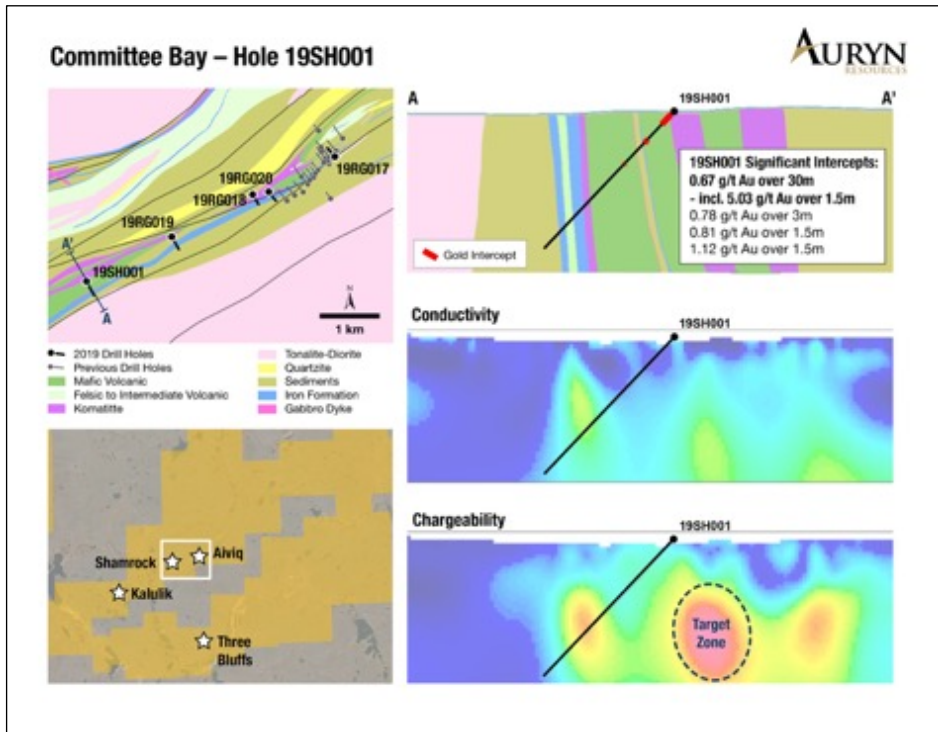 Committee Bay – Hole 19SH001
AURYN
RESOURCES
19RG017
19RG020
19RG018
19RG019
A'
19SH001
A
N
1 km
2019 Drill Holes
Previous Drill Holes
Mafic Volcanic
Felsic to Intermediate Volcanic
Komatitte
Tonalite-Diorite
Quartzite
Sediments
Iron Formation
Gabbro Dyke
Shamrock
Aiviq
Kalulik
Three
Bluffs
A
19SH001
A'
19SH001 Significant Intercepts:
0.67 g/t Au over 30m
- incl. 5.03 g/t Au over 1.5m
0.78 g/t Au over 3m
0.81 g/t Au over 1.5m
1.12 g/t Au over 1.5m
Gold Intercept
Conductivity
19SH001
Chargeability
19SH001
Target
Zone